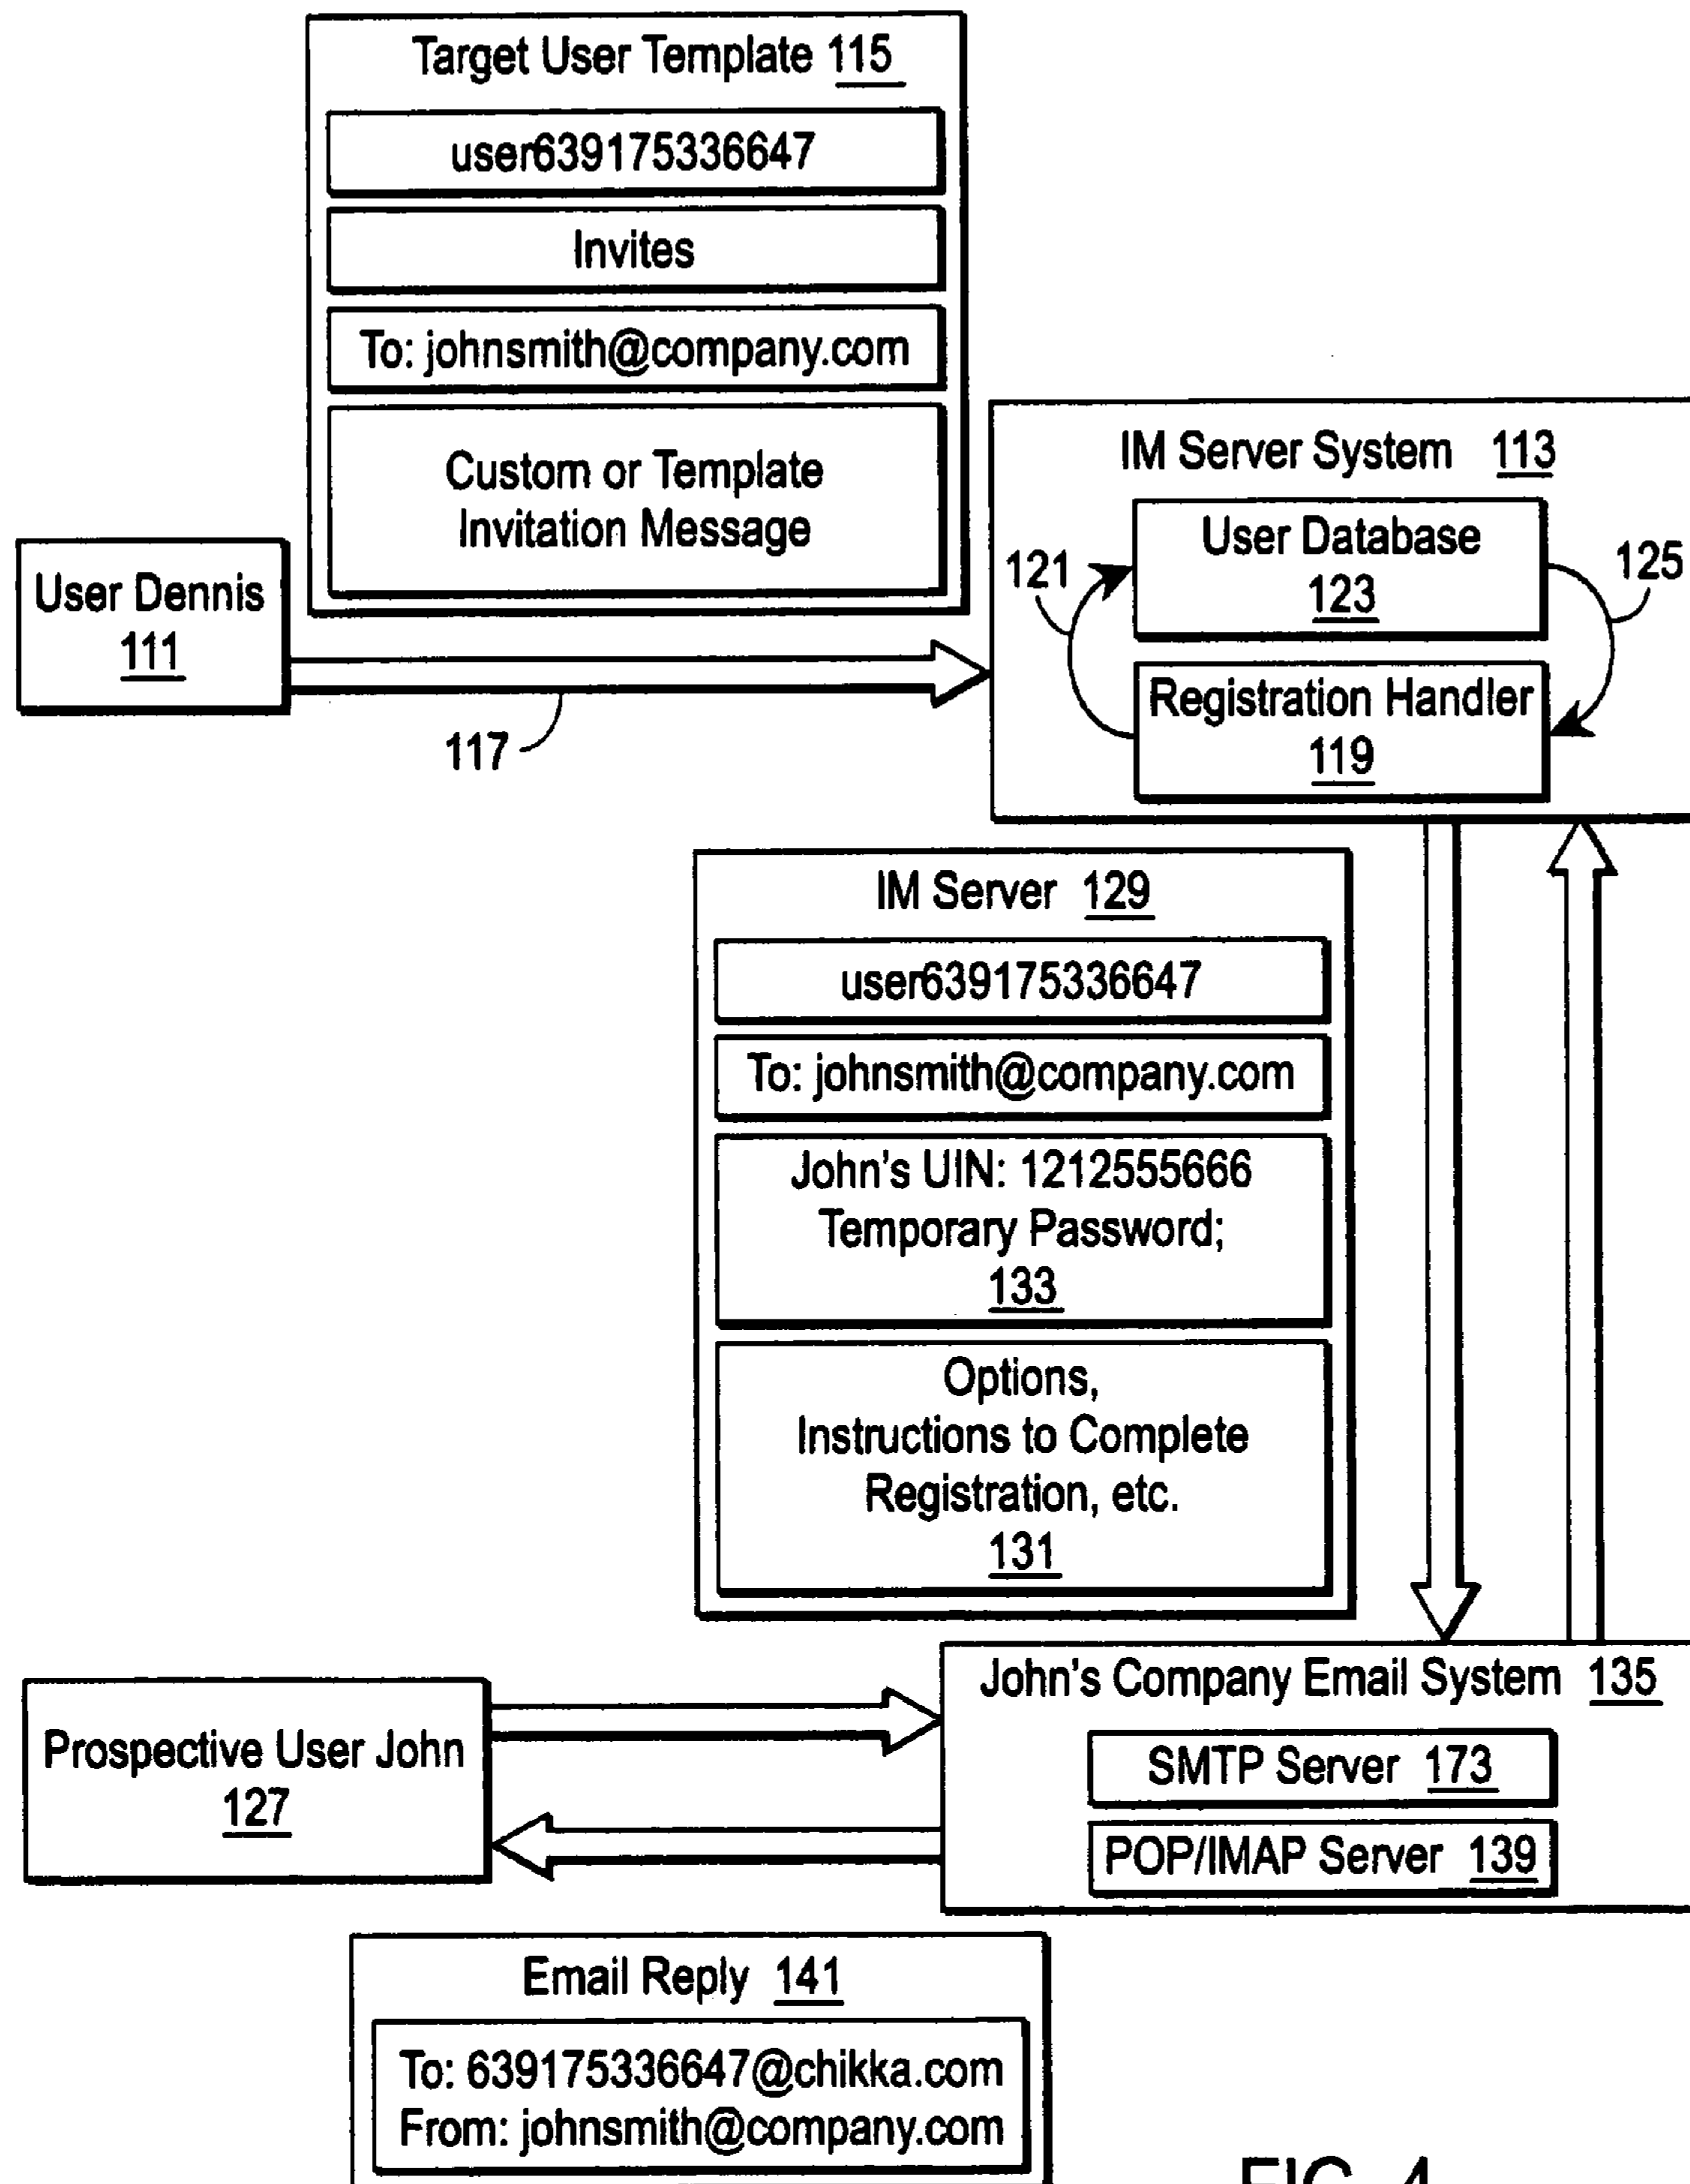 Target User Template 115
user639175336647
Invites
To: johnsmith@company.com
Custom or Template
Invitation Message
User Dennis
111
117
IM Server System 113
User Database
123
121
125
Registration Handler
119
IM Server 129
user639175336647
To: johnsmith@company.com
John's UIN: 1212555666
Temporary Password;
133
Options,
Instructions to Complete
Registration, etc.
131
John's Company Email System 135
SMTP Server 173
POP/IMAP Server 139
Prospective User John
127
Email Reply 141
To: 639175336647@chikka.com
From: johnsmith@company.com
FIG. 4